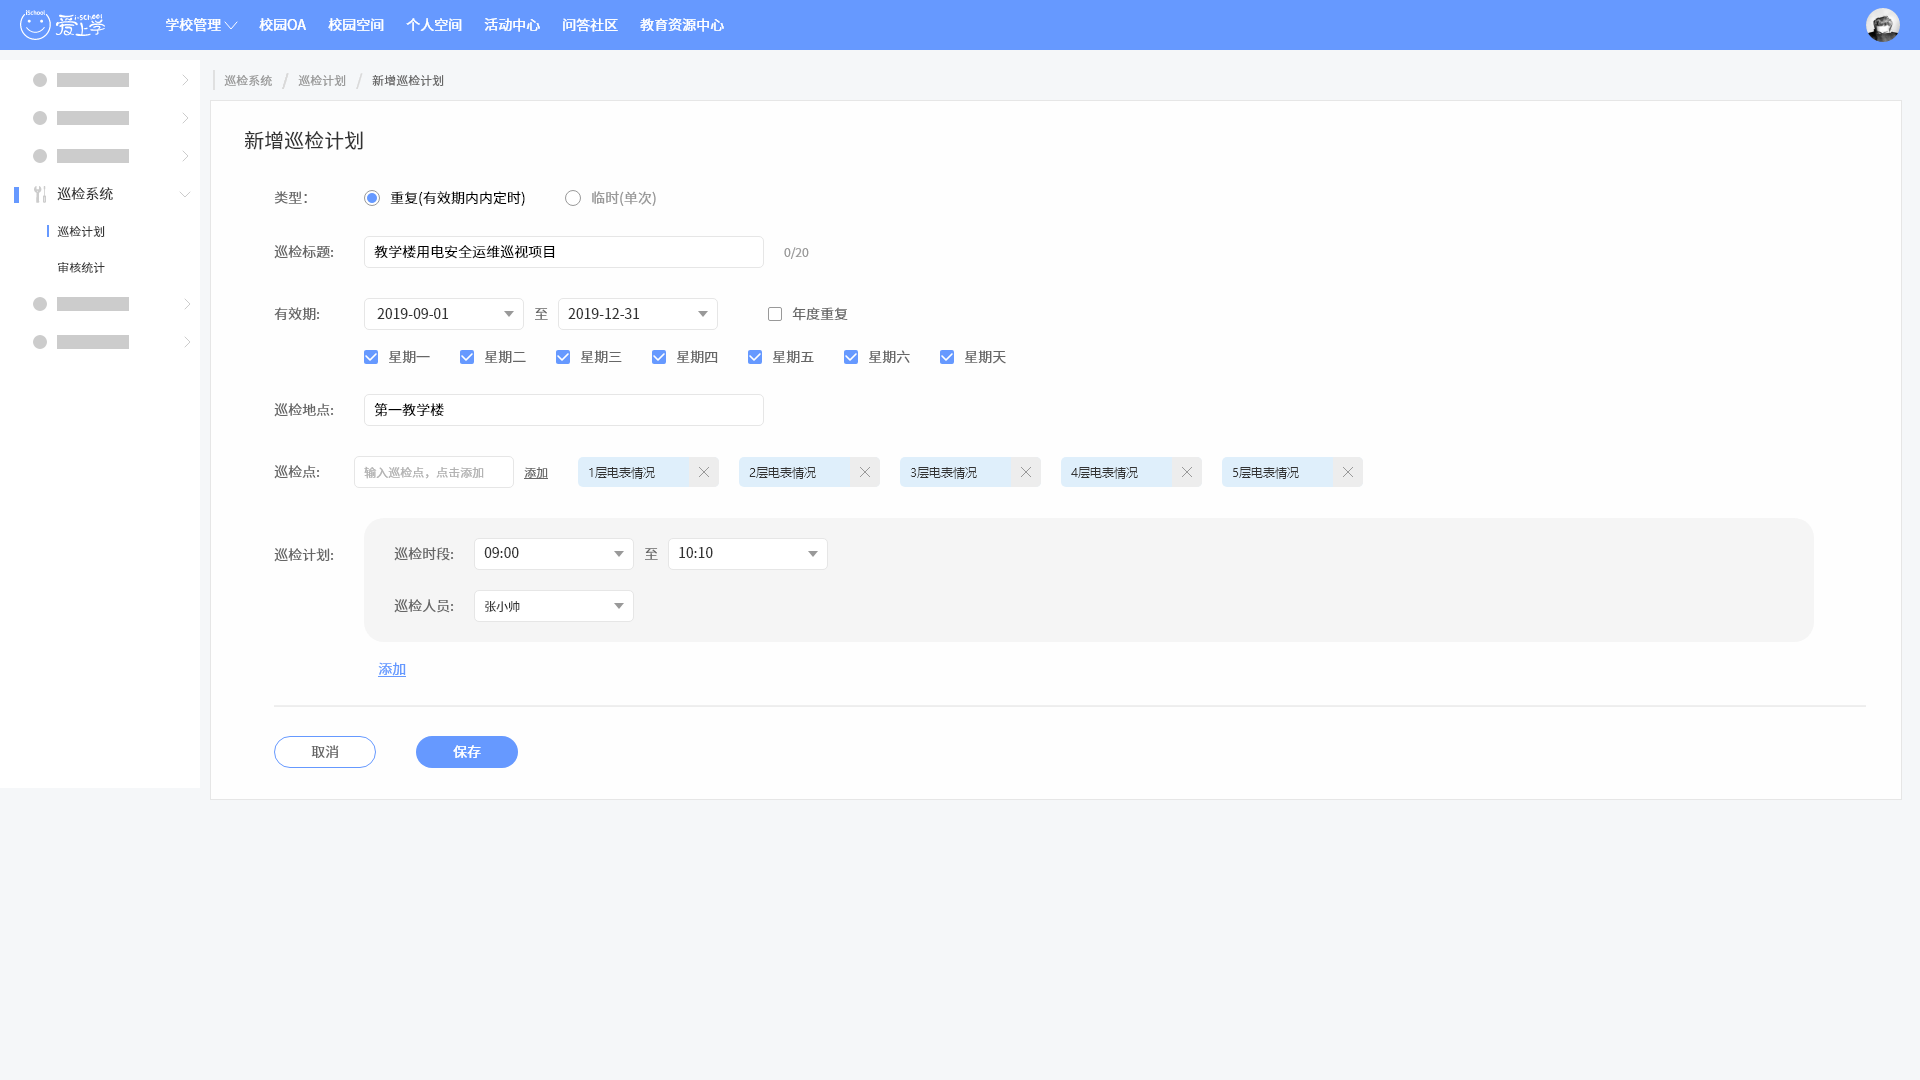 iSchool i-school 爱上学 学校管理 校园OA 校园空间 个人空间 活动中心 问答社区 教育资源中心
巡检系统 / 巡检计划 / 新增巡检计划
巡检系统
巡检计划
审核统计
新增巡检计划
类型: 重复(有效期内内定时) 临时(单次)
巡检标题: 教学楼用电安全运维巡视项目 0/20
有效期: 2019-09-01 至 2019-12-31 年度重复
星期一 星期二 星期三 星期四 星期五 星期六 星期天
巡检地点: 第一教学楼
巡检点: 输入巡检点，点击添加 添加 1层电表情况 2层电表情况 3层电表情况 4层电表情况 5层电表情况
巡检计划: 巡检时段: 09:00 至 10:10
巡检人员: 张小帅
添加
取消 保存